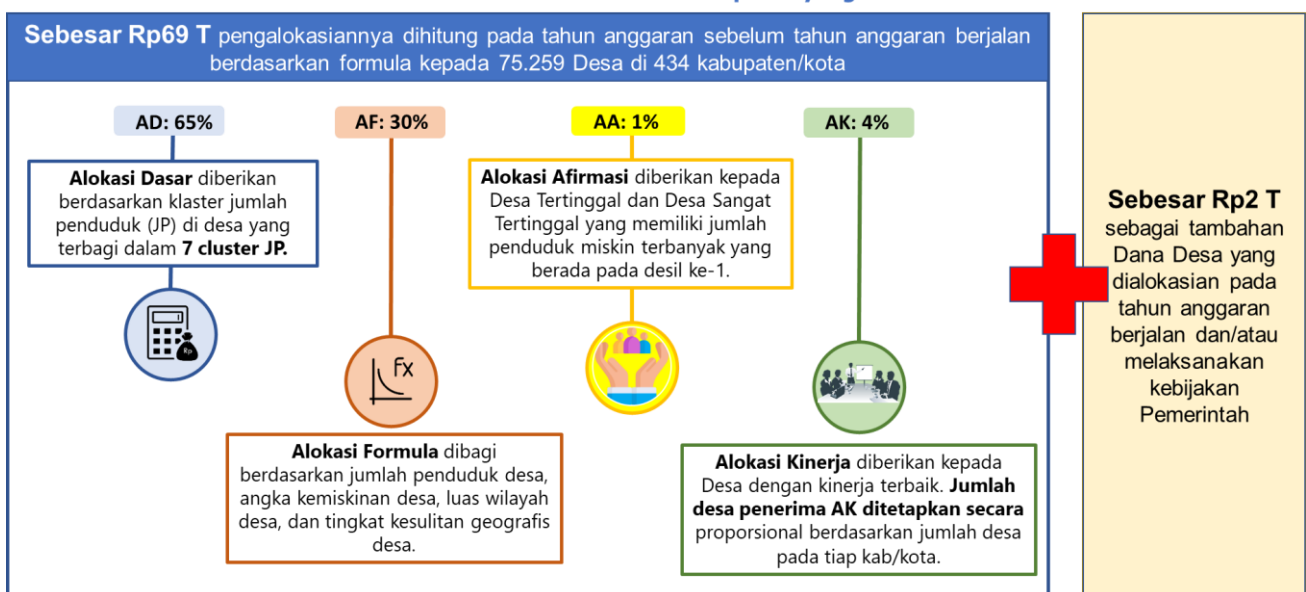 Sebesar Rp69 T pengalokasiannya dihitung pada tahun anggaran sebelum tahun anggaran berjalan
berdasarkan formula kepada 75.259 Desa di 434 kabupaten/kota
AD: 65%
Alokasi Dasar diberikan
berdasarkan klaster jumlah
penduduk (JP) di desa yang
terbagi dalam 7 cluster JP.
Rp
AF: 30%
Fx
Alokasi Formula dibagi
berdasarkan jumlah penduduk desa,
angka kemiskinan desa, luas wilayah
desa, dan tingkat kesulitan geografis
desa.
AA: 1%
Alokasi Afirmasi diberikan kepada
Desa Tertinggal dan Desa Sangat
Tertinggal yang memiliki jumlah
penduduk miskin terbanyak yang
berada pada desil ke-1.
AK: 4%
Alokasi Kinerja diberikan kepada
Desa dengan kinerja terbaik. Jumlah
desa penerima AK ditetapkan secara
proporsional berdasarkan jumlah desa
pada tiap kab/kota.
Sebesar Rp2 T
sebagai tambahan
Dana Desa yang
dialokasian pada
tahun anggaran
berjalan dan/atau
melaksanakan
kebijakan
Pemerintah